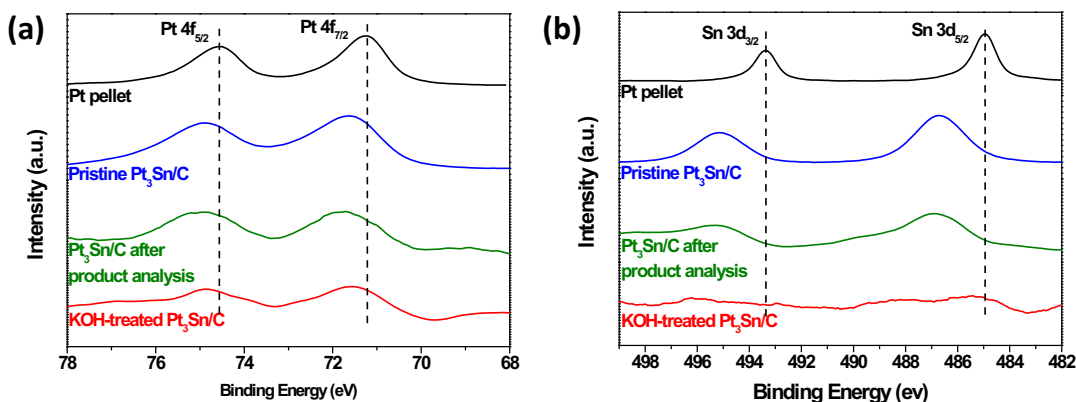 (a)
Pt 4f5/2
Pt 4f7/2
Pt pellet
Pristine Pt3Sn/C
Pt3Sn/C after
product analysis
KOH-treated Pt3Sn/C
Intensity (a.u.)
78 76 74 72 70 68
Binding Energy (eV)
(b)
Sn 3d3/2
Sn 3d5/2
Pt pellet
Pristine Pt3Sn/C
Pt3Sn/C after
product analysis
KOH-treated Pt3Sn/C
Intensity (a.u.)
498 496 494 492 490 488 486 484 482
Binding Energy (ev)